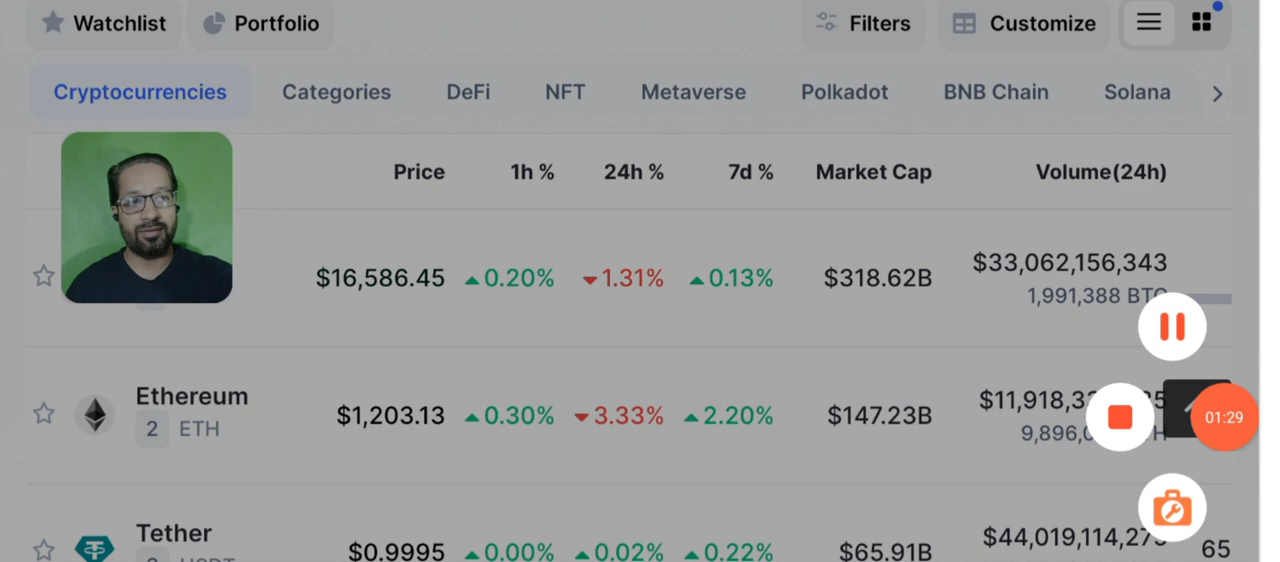 Watchlist Portfolio Filters Customize
Cryptocurrencies Categories DeFi NFT Metaverse Polkadot BNB Chain Solana
Price 1h % 24h % 7d % Market Cap Volume(24h)
$16,586.45 0.20% 1.31% 0.13% $318.62B $33,062,156,343
1,991,388 BTC
Ethereum
2 ETH
$1,203.13 0.30% 3.33% 2.20% $147.23B
01:29
Tether
$0.9995 0.00% 0.02% 0.22% $65.91B
65